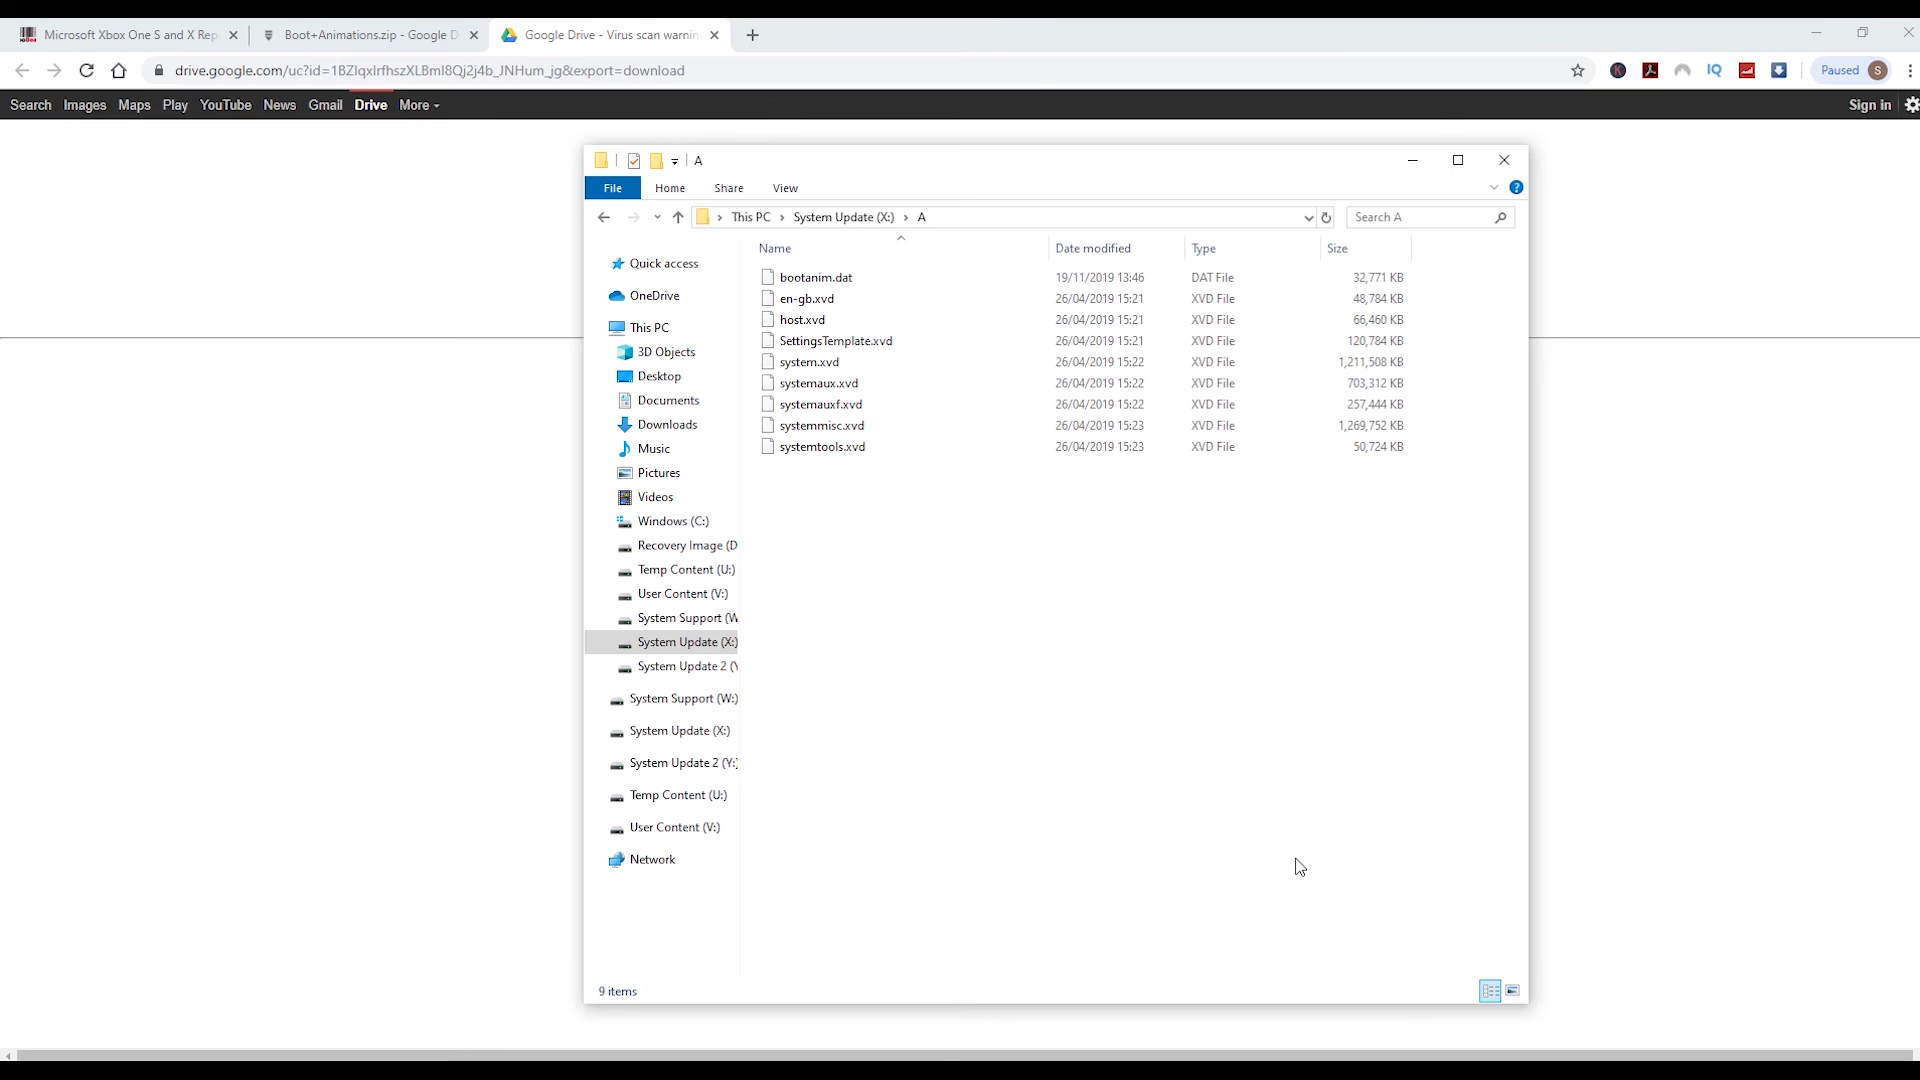 Microsoft Xbox One S and X Rep
Boot+Animations.zip - Google D
Google Drive - Virus scan warnin
drive.google.com/uc?id=1BZlqxlrfhszXLBml8Qj2j4b_JNHum_jg&export=download
IQ
Paused
S
Search Images Maps Play YouTube News Gmail Drive More
Sign in
A
File Home Share View
This PC System Update (X:) A
Search A
Name Date modified Type Size
bootanim.dat 19/11/2019 13:46 DAT File 32,771 KB
en-gb.xvd 26/04/2019 15:21 XVD File 48,784 KB
host.xvd 26/04/2019 15:21 XVD File 66,460 KB
SettingsTemplate.xvd 26/04/2019 15:21 XVD File 120,784 KB
system.xvd 26/04/2019 15:22 XVD File 1,211,508 KB
systemaux.xvd 26/04/2019 15:22 XVD File 703,312 KB
systemauxf.xvd 26/04/2019 15:22 XVD File 257,444 KB
systemmisc.xvd 26/04/2019 15:23 XVD File 1,269,752 KB
systemtools.xvd 26/04/2019 15:23 XVD File 50,724 KB
Quick access
OneDrive
This PC
3D Objects
Desktop
Documents
Downloads
Music
Pictures
Videos
Windows (C:)
Recovery Image (D
Temp Content (U:)
User Content (V:)
System Support (W
System Update (X:)
System Update 2 (Y
System Support (W:)
System Update (X:)
System Update 2 (Y:)
Temp Content (U:)
User Content (V:)
Network
9 items